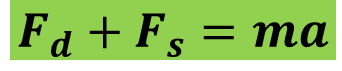 F_d + F_s = ma